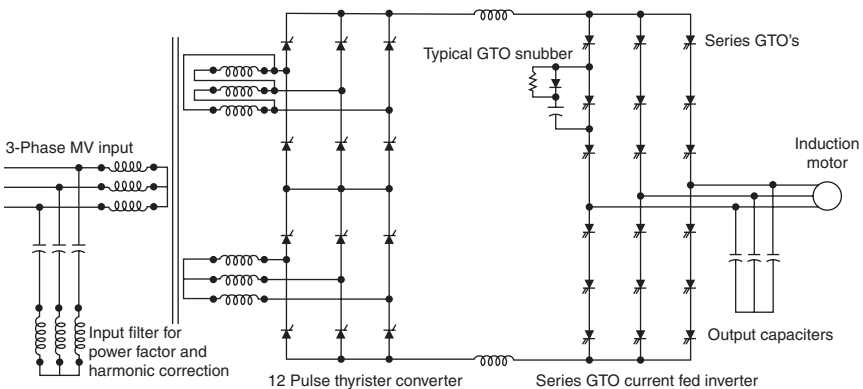 Typical GTO snubber
Series GTO's
3-Phase MV input
Induction
motor
Input filter for
power factor and
harmonic correction
Output capaciters
12 Pulse thyrister converter
Series GTO current fed inverter